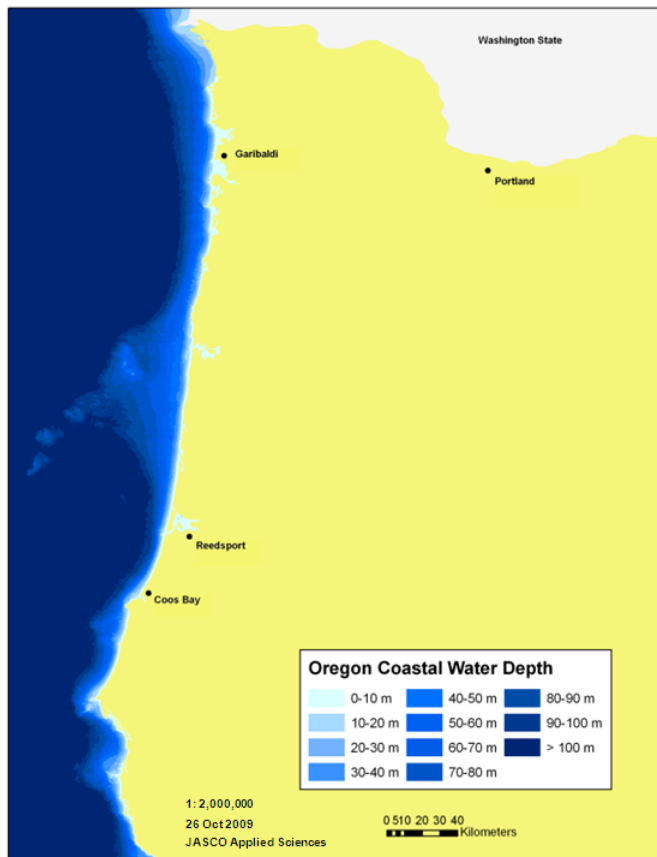 Washington State
Garibaldi
Portland
Reedsport
Coos Bay
Oregon Coastal Water Depth
0-10 m
40-50 m
80-90 m
10-20 m
50-60 m
90-100 m
20-30 m
60-70 m
> 100 m
30-40 m
70-80 m
1: 2,000,000
26 Oct 2009
JASCO Applied Sciences
0 510 20 30 40
Kilometers